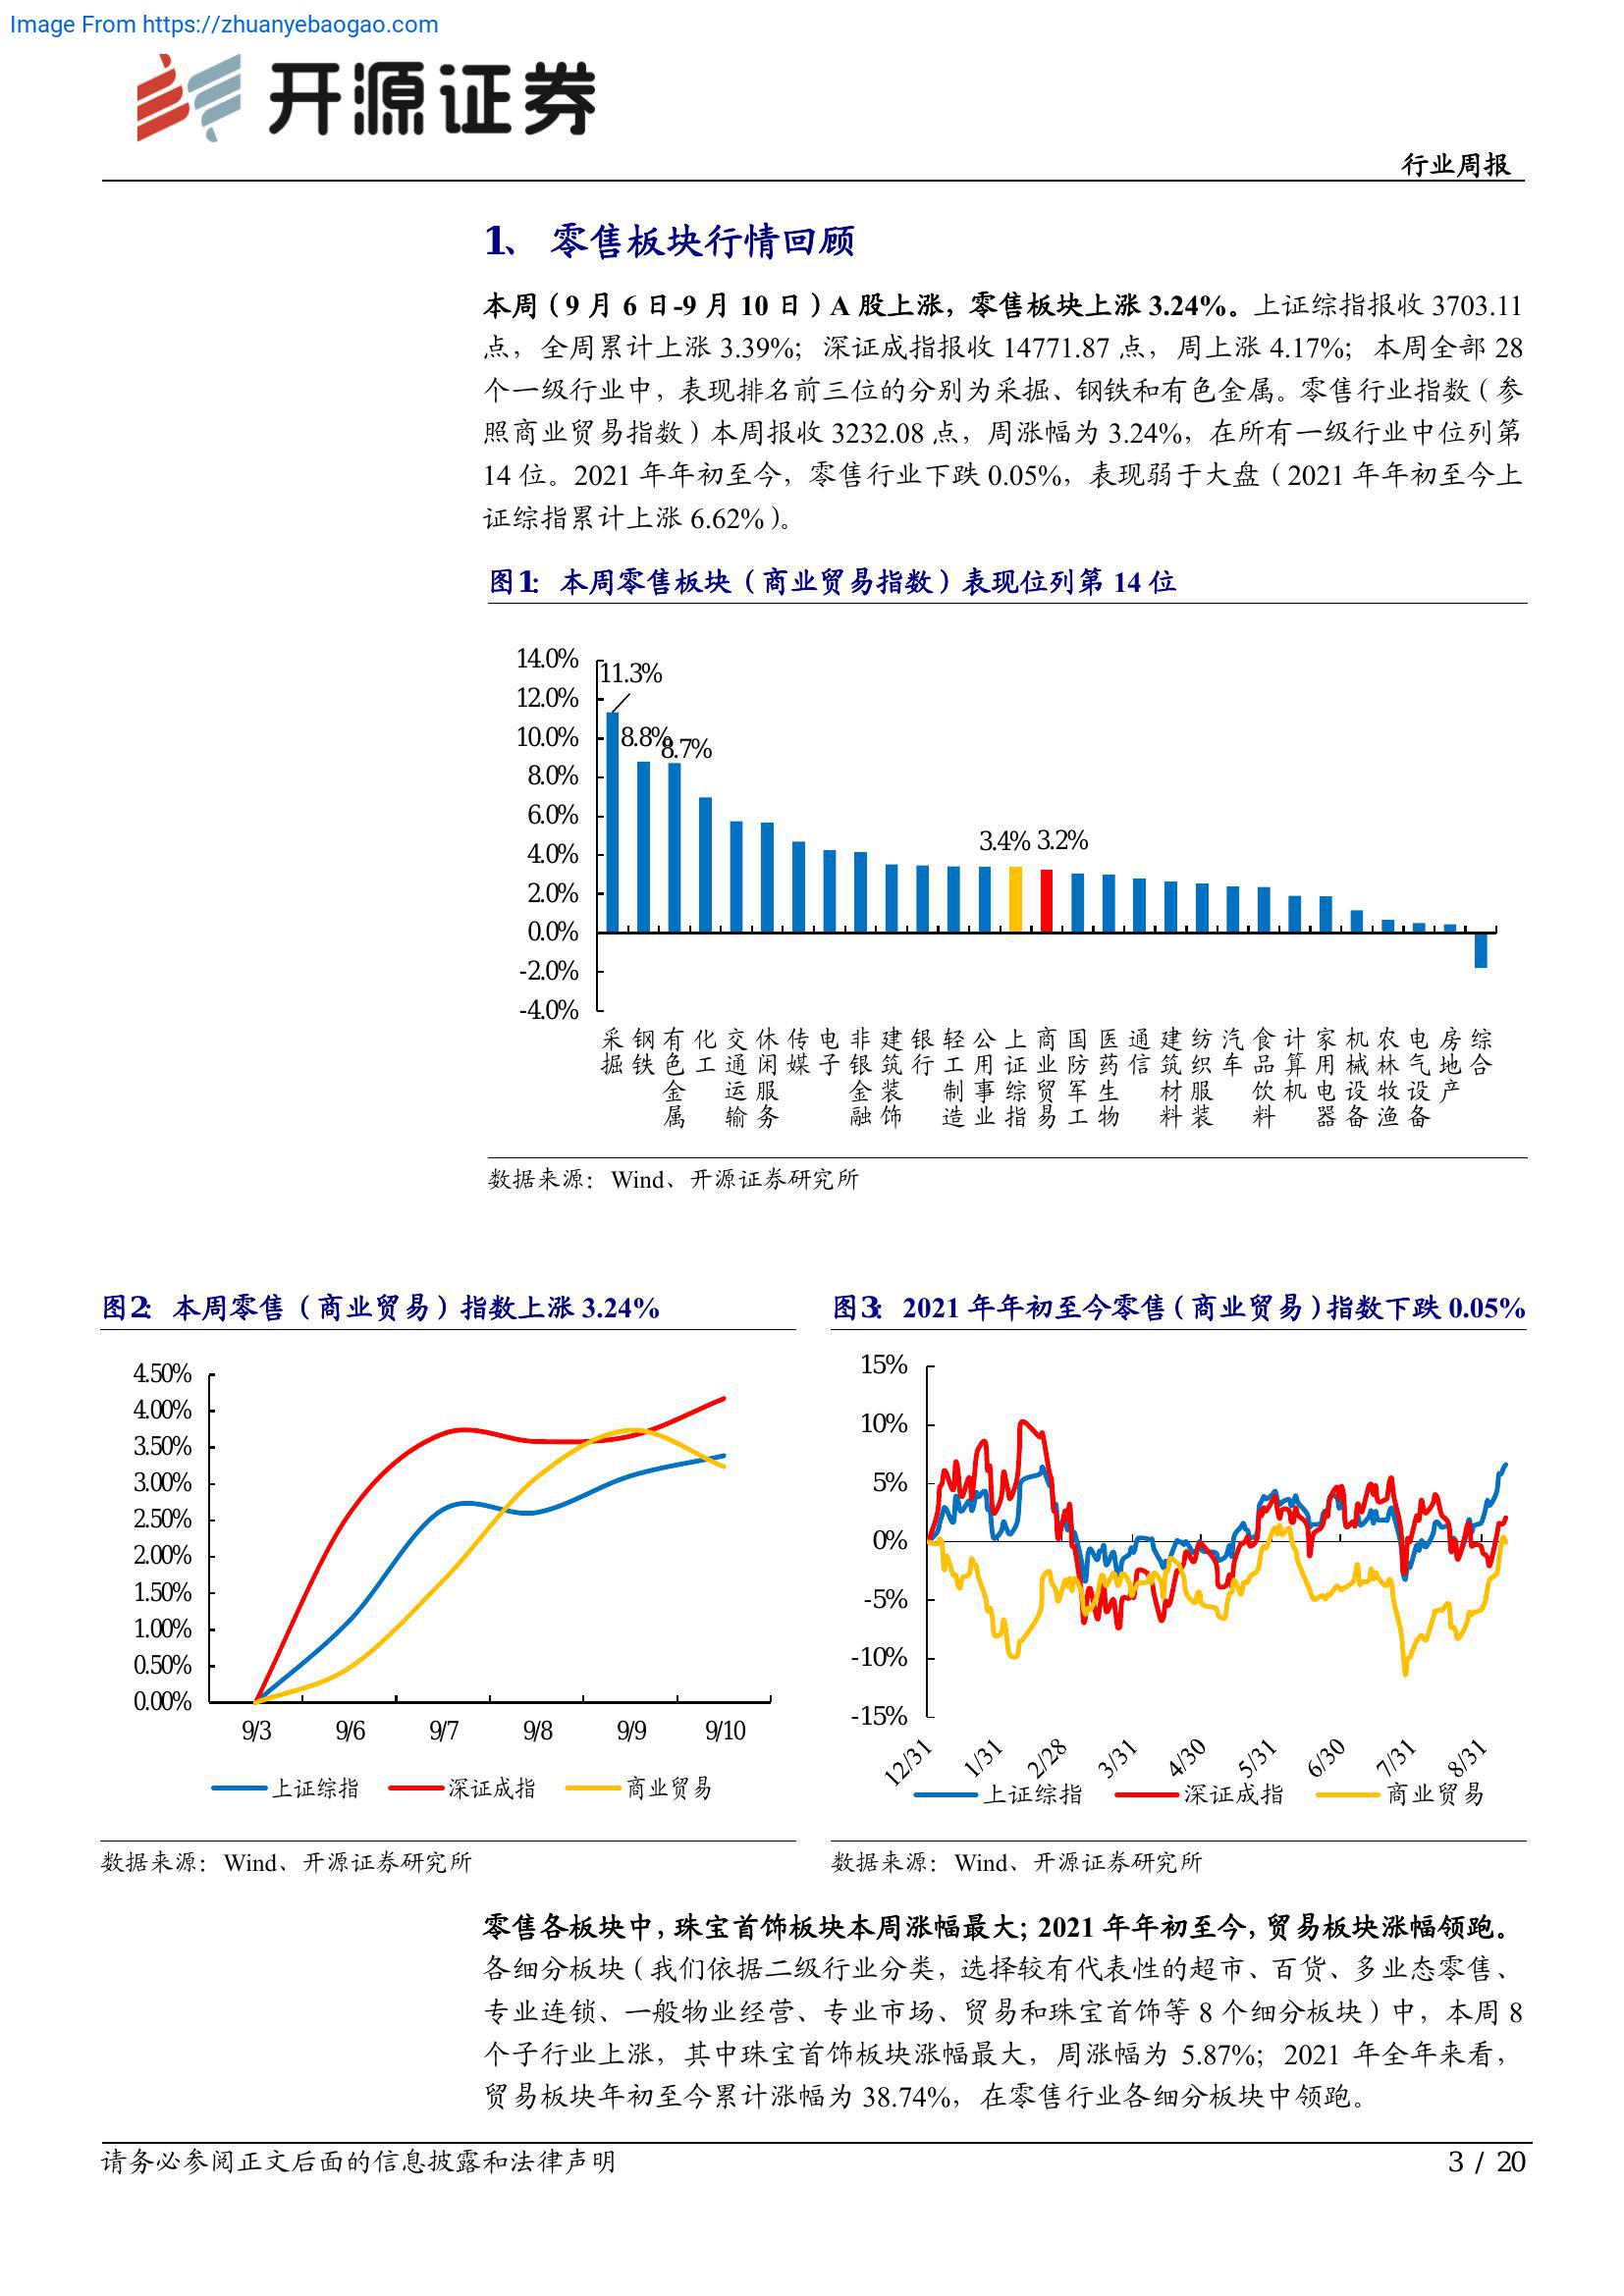 Image From https://zhuanyebaogao.com
开源证券
行业周报
1、 零售板块行情回顾
本周（9 月 6 日-9 月 10 日）A 股上涨，零售板块上涨 3.24%。上证综指报收 3703.11
点，全周累计上涨 3.39%；深证成指报收 14771.87 点，周上涨 4.17%；本周全部 28
个一级行业中，表现排名前三位的分别为采掘、钢铁和有色金属。零售行业指数（参
照商业贸易指数）本周报收 3232.08 点，周涨幅为 3.24%，在所有一级行业中位列第
14 位。2021 年年初至今，零售行业下跌 0.05%，表现弱于大盘（2021 年年初至今上
证综指累计上涨 6.62%）。
图1： 本周零售板块（商业贸易指数）表现位列第 14 位
14.0%
12.0%
10.0%
8.0%
6.0%
4.0%
2.0%
0.0%
-2.0%
-4.0%
11.3%
8.8%
8.7%
3.4% 3.2%
采掘
钢铁
有色金属
化工
交通运输
休闲服务
传媒
电子
非银金融
建筑装饰
银行
轻工制造
公用事业
上证综指
商业贸易
国防军工
医药生物
通信
建筑材料
纺织服装
汽车
食品饮料
计算机
家用电器
机械设备
农林牧渔
电气设备
房地产
综合
数据来源：Wind、开源证券研究所
图2： 本周零售（商业贸易）指数上涨 3.24%
4.50%
4.00%
3.50%
3.00%
2.50%
2.00%
1.50%
1.00%
0.50%
0.00%
9/3 9/6 9/7 9/8 9/9 9/10
上证综指 深证成指 商业贸易
数据来源：Wind、开源证券研究所
图3： 2021 年年初至今零售（商业贸易）指数下跌 0.05%
15%
10%
5%
0%
-5%
-10%
-15%
12/31 1/31 2/28 3/31 4/30 5/31 6/30 7/31 8/31
上证综指 深证成指 商业贸易
数据来源：Wind、开源证券研究所
零售各板块中，珠宝首饰板块本周涨幅最大；2021 年年初至今，贸易板块涨幅领跑。
各细分板块（我们依据二级行业分类，选择较有代表性的超市、百货、多业态零售、
专业连锁、一般物业经营、专业市场、贸易和珠宝首饰等 8 个细分板块）中，本周 8
个子行业上涨，其中珠宝首饰板块涨幅最大，周涨幅为 5.87%；2021 年全年来看，
贸易板块年初至今累计涨幅为 38.74%，在零售行业各细分板块中领跑。
请务必参阅正文后面的信息披露和法律声明
3 / 20